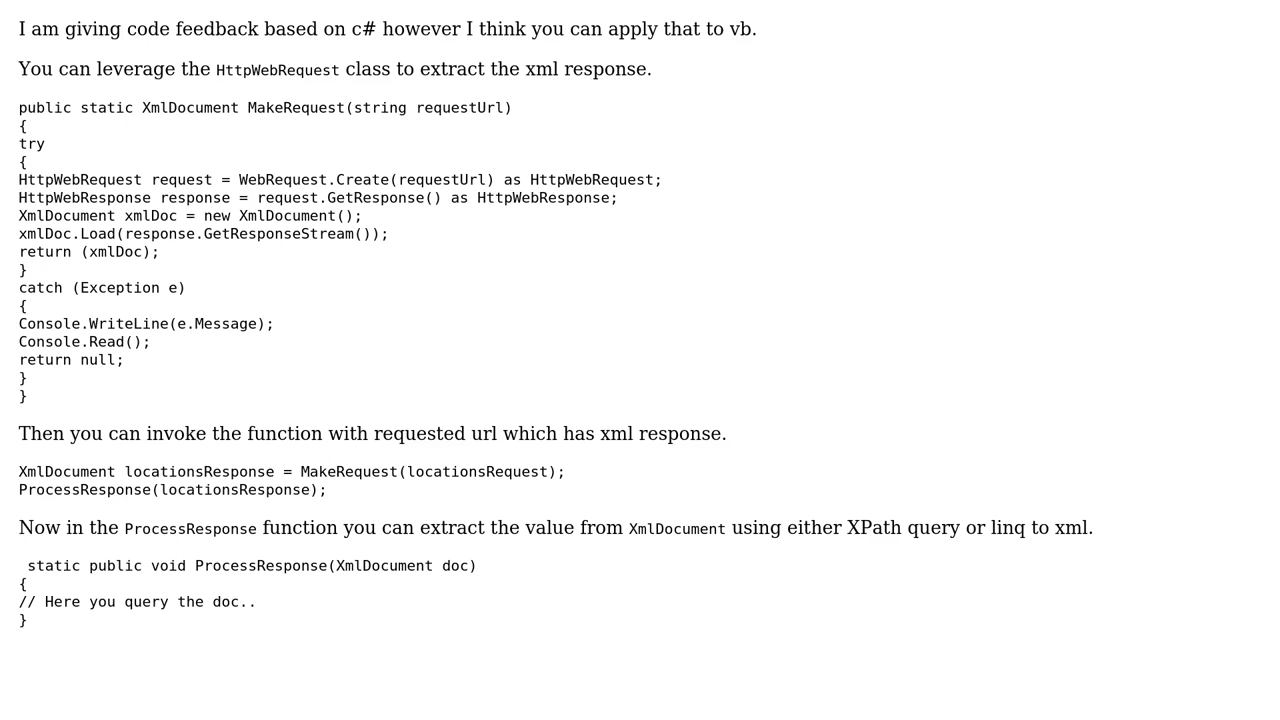 I am giving code feedback based on c# however I think you can apply that to vb.
You can leverage the HttpWebRequest class to extract the xml response.
public static XmlDocument MakeRequest(string requestUrl)
{
try
{
HttpWebRequest request = WebRequest.Create(requestUrl) as HttpWebRequest;
HttpWebResponse response = request.GetResponse() as HttpWebResponse;
XmlDocument xmlDoc = new XmlDocument();
xmlDoc.Load(response.GetResponseStream());
return (xmlDoc);
}
catch (Exception e)
{
Console.WriteLine(e.Message);
Console.Read();
return null;
}
}
Then you can invoke the function with requested url which has xml response.
XmlDocument locationsResponse = MakeRequest(locationsRequest);
ProcessResponse(locationsResponse);
Now in the ProcessResponse function you can extract the value from XmlDocument using either XPath query or linq to xml.
static public void ProcessResponse(XmlDocument doc)
{
// Here you query the doc..
}